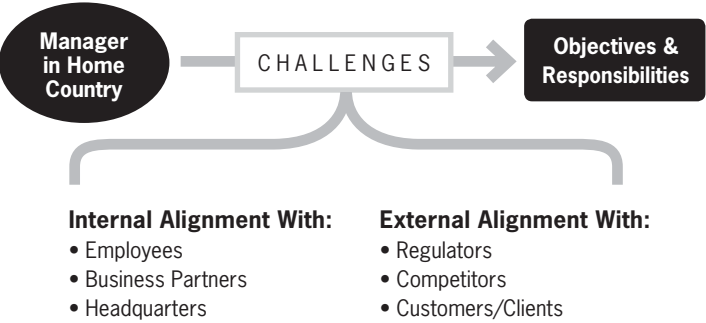 Manager
in Home
Country
CHALLENGES
Objectives &
Responsibilities
Internal Alignment With:
• Employees
• Business Partners
• Headquarters
External Alignment With:
• Regulators
• Competitors
• Customers/Clients